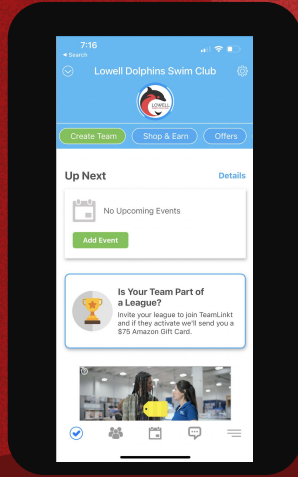 7:16
◀ Search
Lowell Dolphins Swim Club
LOWELL
Create Team
Shop & Earn
Offers
Up Next
Details
No Upcoming Events
Add Event
Is Your Team Part of
a League?
Invite your league to join TeamLinkt
and if they activate we'll send you a
$75 Amazon Gift Card.